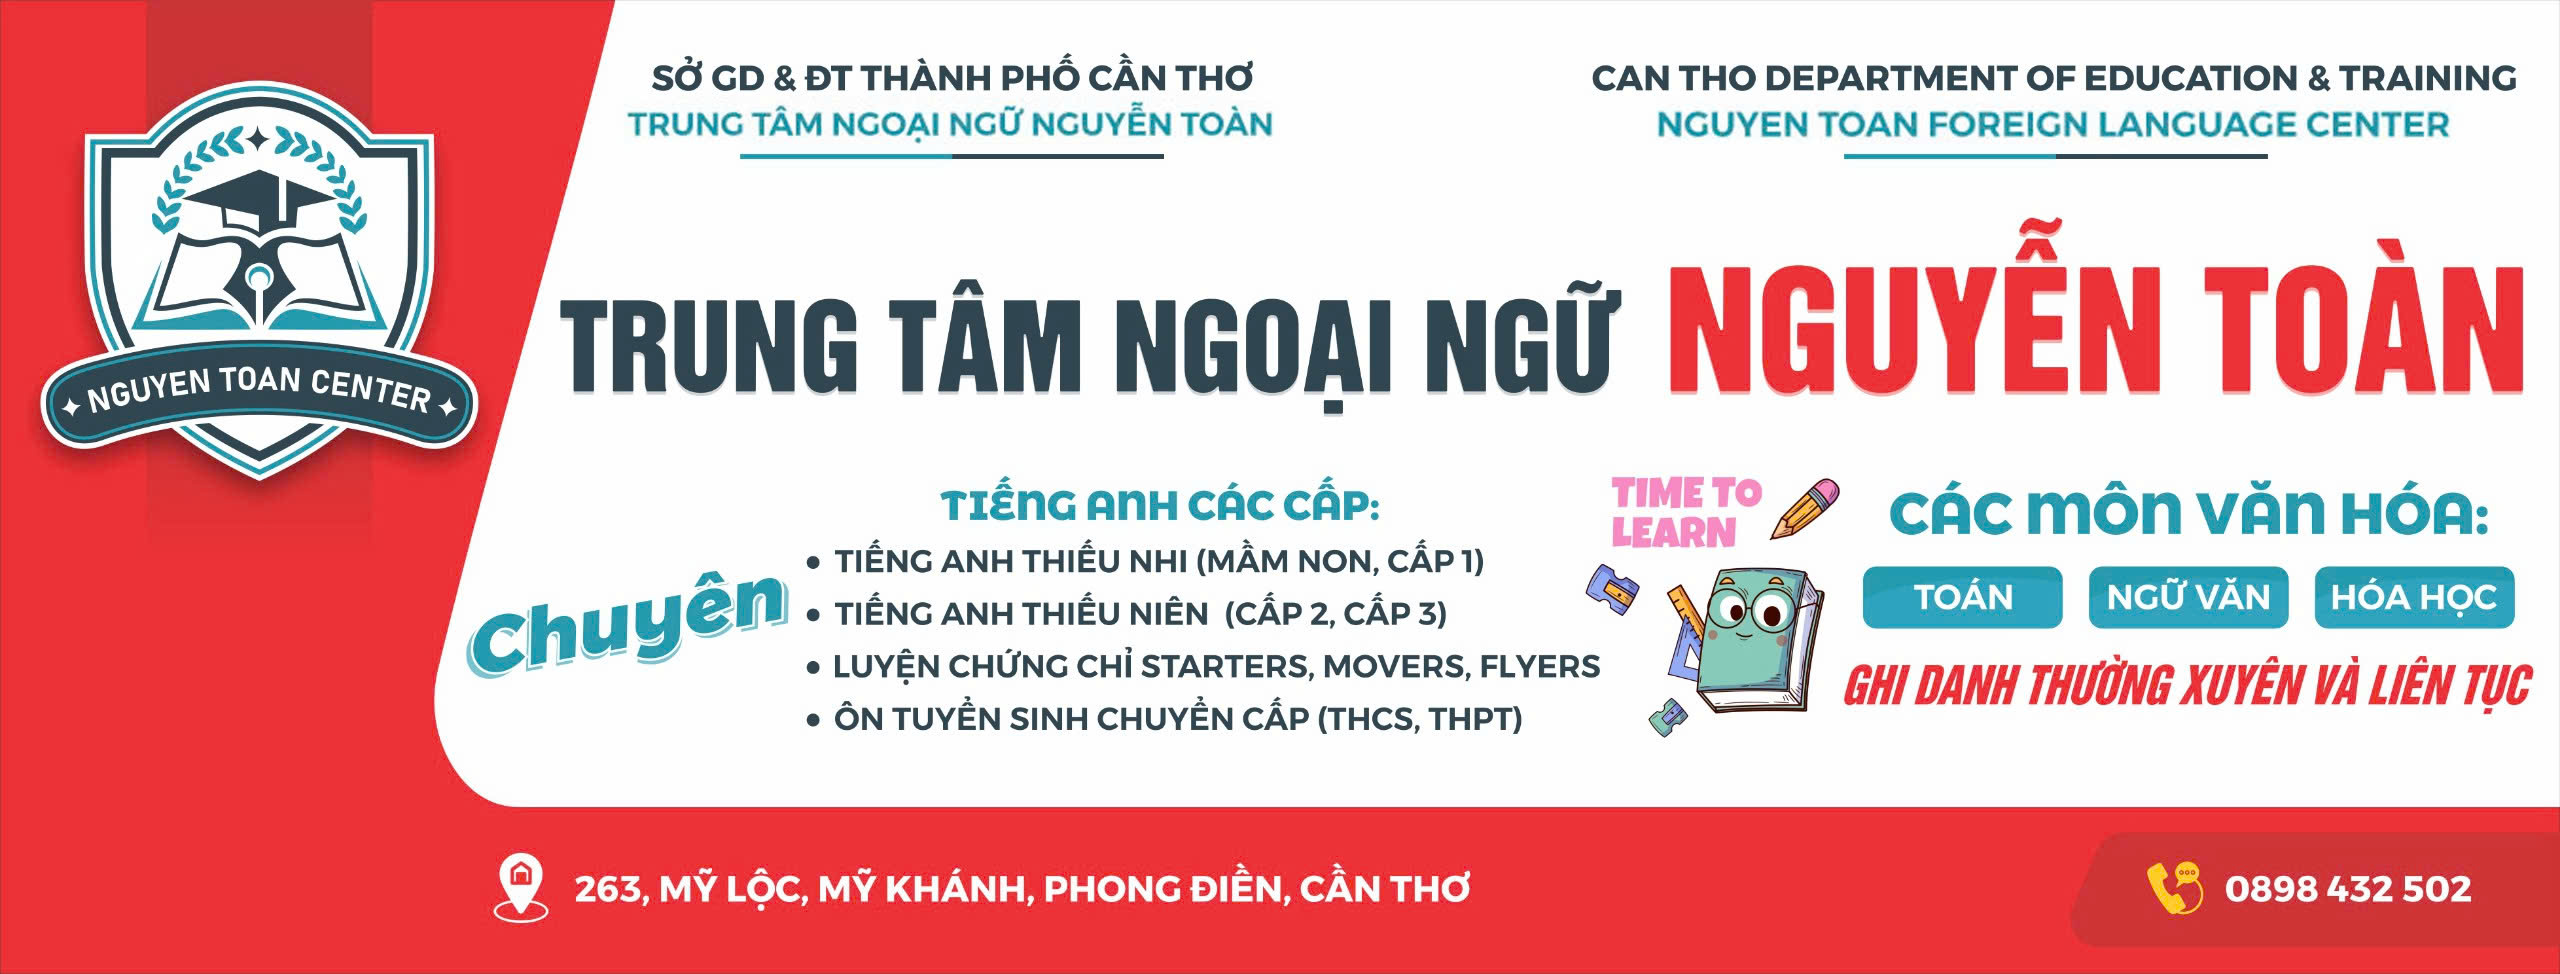 SỞ GD & ĐT THÀNH PHỐ CẦN THƠ
TRUNG TÂM NGOẠI NGỮ NGUYỄN TOÀN
CAN THO DEPARTMENT OF EDUCATION & TRAINING
NGUYEN TOAN FOREIGN LANGUAGE CENTER
NGUYEN TOAN CENTER
TRUNG TÂM NGOẠI NGỮ NGUYỄN TOÀN
Chuyên
TIẾNG ANH CÁC CẤP:
• TIẾNG ANH THIẾU NHI (MẦM NON, CẤP 1)
• TIẾNG ANH THIẾU NIÊN (CẤP 2, CẤP 3)
• LUYỆN CHỨNG CHỈ STARTERS, MOVERS, FLYERS
• ÔN TUYỂN SINH CHUYỂN CẤP (THCS, THPT)
TIME TO
LEARN
CÁC MÔN VĂN HÓA:
TOÁN NGỮ VĂN HÓA HỌC
GHI DANH THƯỜNG XUYÊN VÀ LIÊN TỤC
263, MỸ LỘC, MỸ KHÁNH, PHONG ĐIỀN, CẦN THƠ
0898 432 502